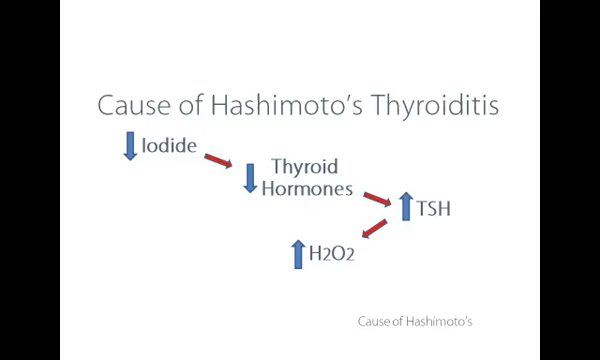 Cause of Hashimoto's Thyroiditis
Iodide
Thyroid
Hormones
TSH
H2O2
Cause of Hashimoto's